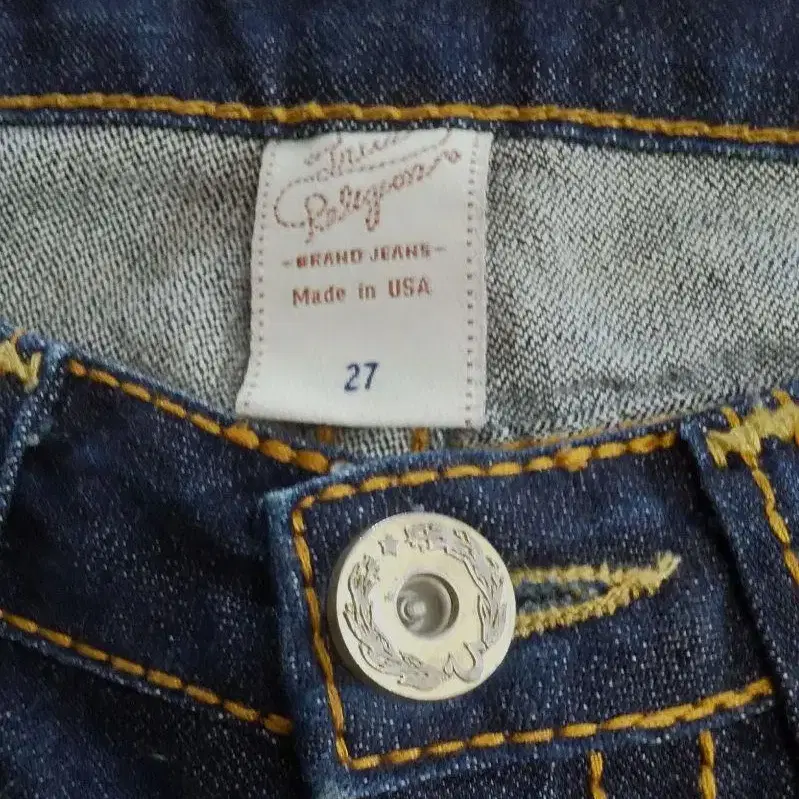 True
Religion
-BRAND JEANS-
Made in USA
27